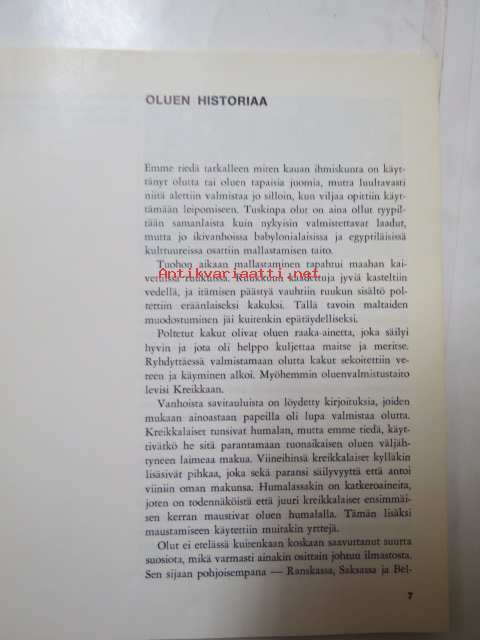 OLUEN HISTORIAA
Emme tiedä tarkalleen miten kauan ihmiskunta on käyt-
tänyt olutta tai oluen tapaisia juomia, mutta luultavasti
niitä alettiin valmistaa jo silloin, kun viljaa opittiin käyt-
tämään leipomiseen. Tuskinpa olut on aina ollut tyypil-
tään samanlaista kuin nykyisin valmistettavat laadut,
mutta jo ikivanhoissa babylonialaisissa ja egyptiläisissä
kulttuureissa osattiin mallastamisen taito.
Tuohon aikaan mallastaminen tapahtui maahan kai-
vetuissa ruukuissa. Ruukkuun kaadettuja jyviä kasteltiin
Antikvariaatti.net
vedellä, ja itämisen päästyä vauhtiin ruukun sisältö pol-
tettiin eräänlaiseksi kakuksi. Tällä tavoin maltaiden
muodostuminen jäi kuitenkin epätäydelliseksi.
Poltetut kakut olivat oluen raaka-ainetta, joka säilyi
hyvin ja jota oli helppo kuljettaa maitse ja meritse.
Ryhdyttäessä valmistamaan olutta kakut sekoitettiin ve-
teen ja käyminen alkoi. Myöhemmin oluenvalmistustaito
levisi Kreikkaan.
Vanhoista savitauluista on löydetty kirjoituksia, joiden
mukaan ainoastaan papeilla oli lupa valmistaa olutta.
Kreikkalaiset tunsivat humalan, mutta emme tiedä, käyt-
tivätkö he sitä parantamaan tuonaikaisen oluen väljäh-
tyneen laimeaa makua. Viineihinsä kreikkalaiset kylläkin
lisäsivät pihkaa, joka sekä paransi säilyvyyttä että antoi
viiniin oman makunsa. Humalassakin on katkeroaineita,
joten on todennäköistä että juuri kreikkalaiset ensimmäi-
sen kerran maustivat oluen humalalla. Tämän lisäksi
maustamiseen käytettiin muitakin yrttejä.
Olut ei etelässä kuitenkaan koskaan saavuttanut suurta
suosiota, mikä varmasti ainakin osittain johtuu ilmastosta.
Sen sijaan pohjoisempana — Ranskassa, Saksassa ja Bel-
7